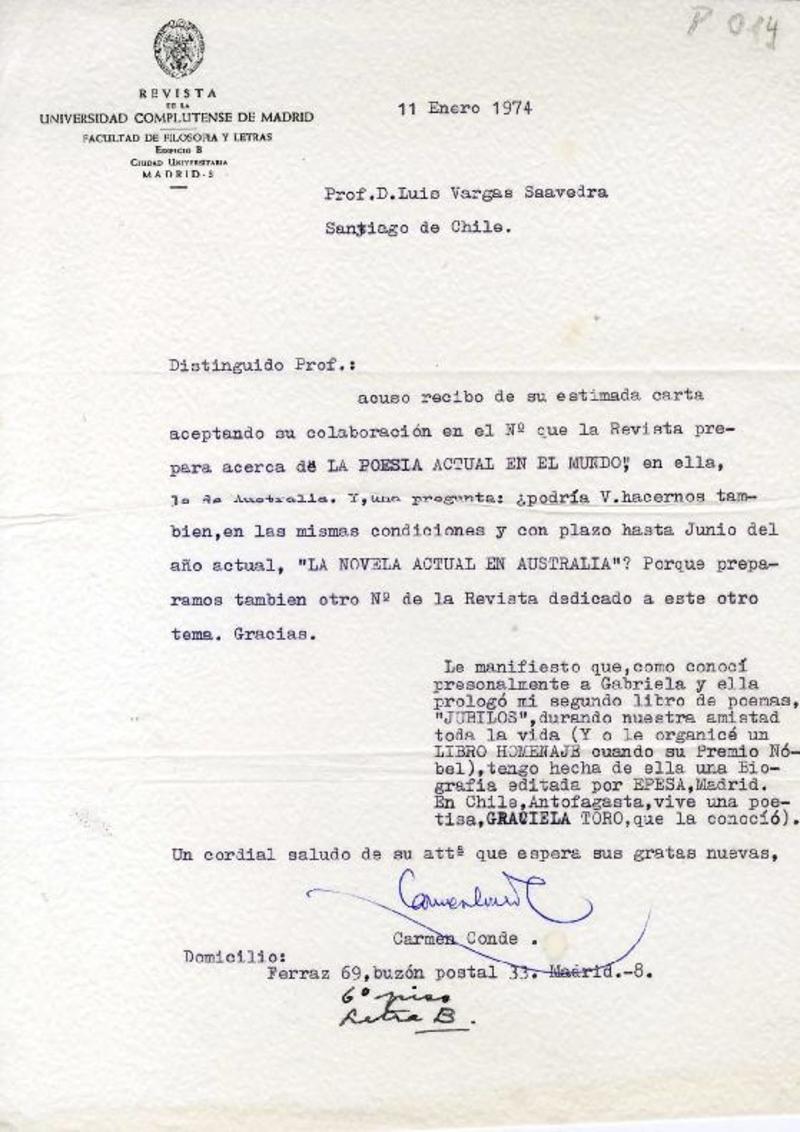 P 014
REVISTA
DE LA
UNIVERSIDAD COMPLUTENSE DE MADRID
FACULTAD DE FILOSOFIA Y LETRAS
EDIFICIO B
CIUDAD UNIVERSITARIA
MADRID-3
11 Enero 1974
Prof.D.Luis Vargas Saavedra
Santiago de Chile.
Distinguido Prof.:
acuso recibo de su estimada carta
aceptando su colaboración en el Nº que la Revista pre-
para acerca de LA POESIA ACTUAL EN EL MUNDO", en ella,
la de Australia. Y,una pregunta: ¿podría V.hacernos tam-
bien,en las mismas condiciones y con plazo hasta Junio del
año actual, "LA NOVELA ACTUAL EN AUSTRALIA"? Porque prepa-
ramos tambien otro Nº de la Revista dedicado a este otro
tema. Gracias.
Le manifiesto que,como conocí
presonalmente a Gabriela y ella
prologó mi segundo libro de poemas,
"JUBILOS",durando nuestra amistad
toda la vida (Y o le organicé un
LIBRO HOMENAJE cuando su Premio Nó-
bel),tengo hecha de ella una Bio-
grafía editada por EPESA,Madrid.
En Chile,Antofagasta,vive una poe-
tisa,GRACIELA TORO,que la conoció).
Un cordial saludo de su attª que espera sus gratas nuevas,
Carmen Conde
Carmen Conde .
Domicilio:
Ferraz 69,buzón postal 33. Madrid.-8.
6º piso
Letra B.